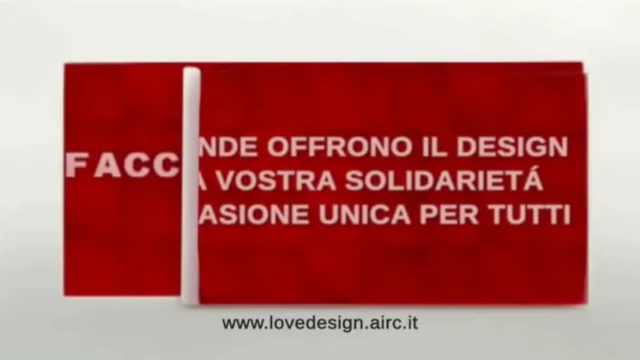 FACC
NDE OFFRONO IL DESIGN
A VOSTRA SOLIDARIETÁ
ASIONE UNICA PER TUTTI
www.lovedesign.airc.it